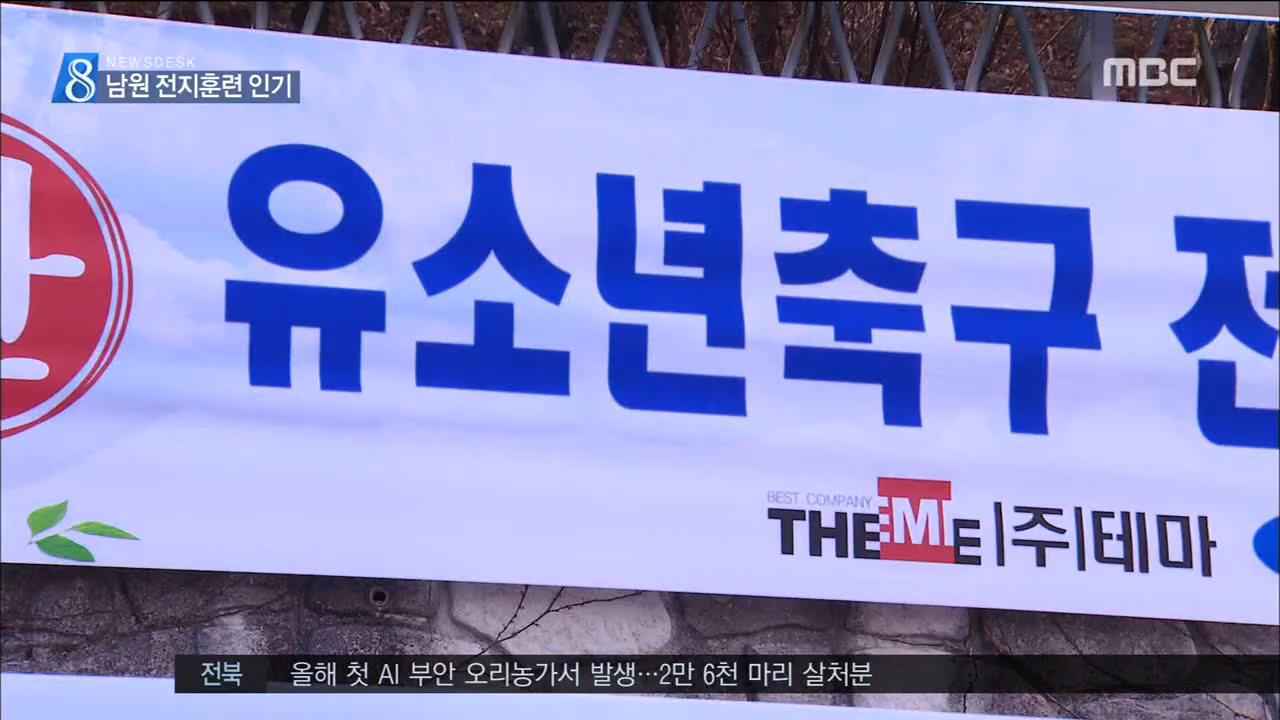 NEWSDESK
8 남원 전지훈련 인기
MBC
유소년축구 전
BEST COMPANY
THEME |주|테마
전북 올해 첫 AI 부안 오리농가서 발생…2만 6천 마리 살처분